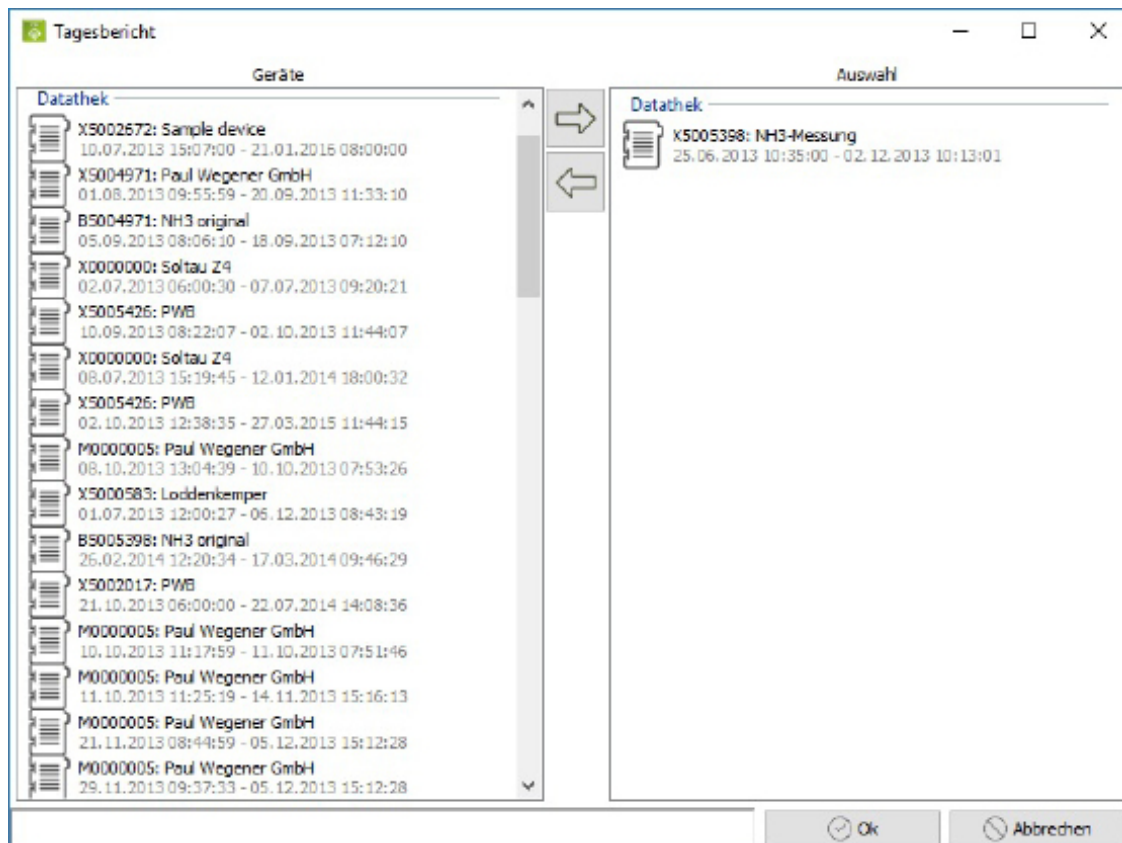 Tagesbericht
Geräte
Datathek
X5002672: Sample device
10.07.2013 15:07:00 - 21.01.2016 08:00:00
X5004971: Paul Wegener GmbH
01.08.2013 09:55:59 - 20.09.2013 11:33:10
B5004971: NH3 original
05.09.2013 08:06:10 - 18.09.2013 07:12:10
X0000000: Soltau Z4
02.07.2013 06:00:30 - 07.07.2013 09:20:21
X5005426: PWB
10.09.2013 08:22:07 - 02.10.2013 11:44:07
X0000000: Soltau Z4
08.07.2013 15:19:45 - 12.01.2014 18:00:32
X5005426: PWB
02.10.2013 12:38:35 - 27.03.2015 11:44:15
M0000005: Paul Wegener GmbH
08.10.2013 13:04:39 - 10.10.2013 07:53:26
X5000583: Loddenkemper
01.07.2013 12:00:27 - 06.12.2013 08:43:19
B5005398: NH3 original
26.02.2014 12:20:34 - 17.03.2014 09:46:29
X5002017: PWB
21.10.2013 06:00:00 - 22.07.2014 14:08:36
M0000005: Paul Wegener GmbH
10.10.2013 11:17:59 - 11.10.2013 07:51:46
M0000005: Paul Wegener GmbH
11.10.2013 11:25:19 - 14.11.2013 15:16:13
M0000005: Paul Wegener GmbH
21.11.2013 08:44:59 - 05.12.2013 15:12:28
M0000005: Paul Wegener GmbH
29.11.2013 09:37:33 - 05.12.2013 15:12:28
Auswahl
Datathek
X5005398: NH3-Messung
25.06.2013 10:35:00 - 02.12.2013 10:13:01
Ok
Abbrechen